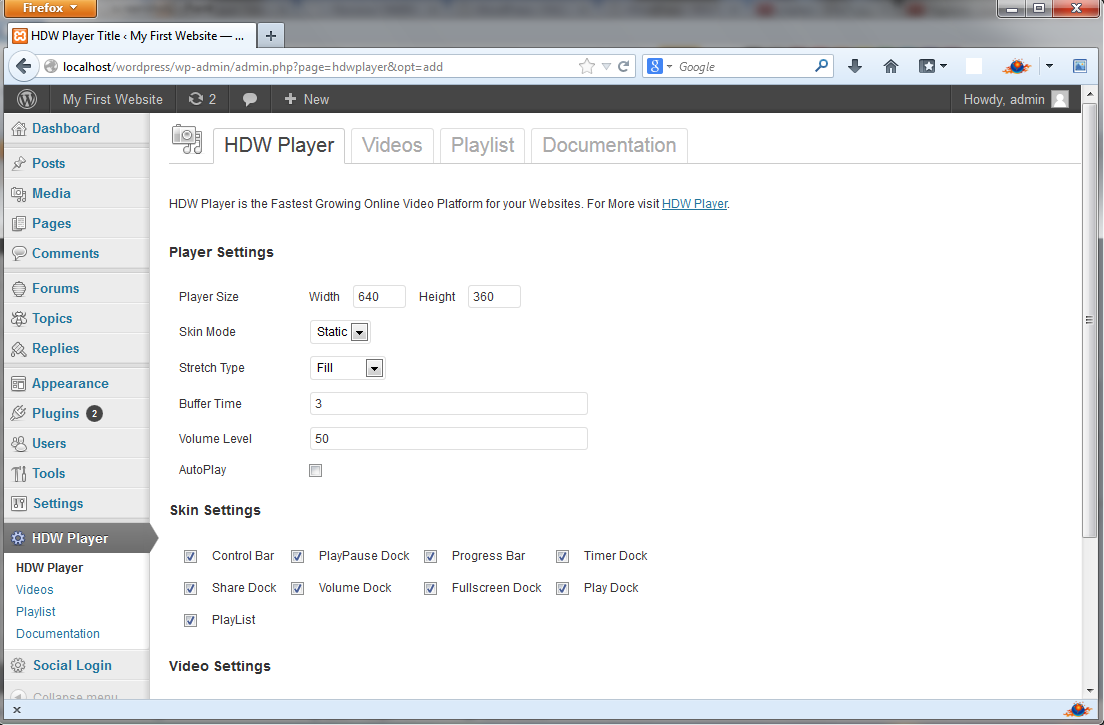 Firefox
HDW Player Title ‹ My First Website — ...
localhost/wordpress/wp-admin/admin.php?page=hdwplayer&opt=add
8 Google
My First Website 2 New Howdy, admin
Dashboard
Posts
Media
Pages
Comments
Forums
Topics
Replies
Appearance
Plugins 2
Users
Tools
Settings
HDW Player
HDW Player
Videos
Playlist
Documentation
Social Login
Collapse menu
HDW Player Videos Playlist Documentation
HDW Player is the Fastest Growing Online Video Platform for your Websites. For More visit HDW Player.
Player Settings
Player Size Width 640 Height 360
Skin Mode Static
Stretch Type Fill
Buffer Time 3
Volume Level 50
AutoPlay
Skin Settings
Control Bar PlayPause Dock Progress Bar Timer Dock
Share Dock Volume Dock Fullscreen Dock Play Dock
PlayList
Video Settings